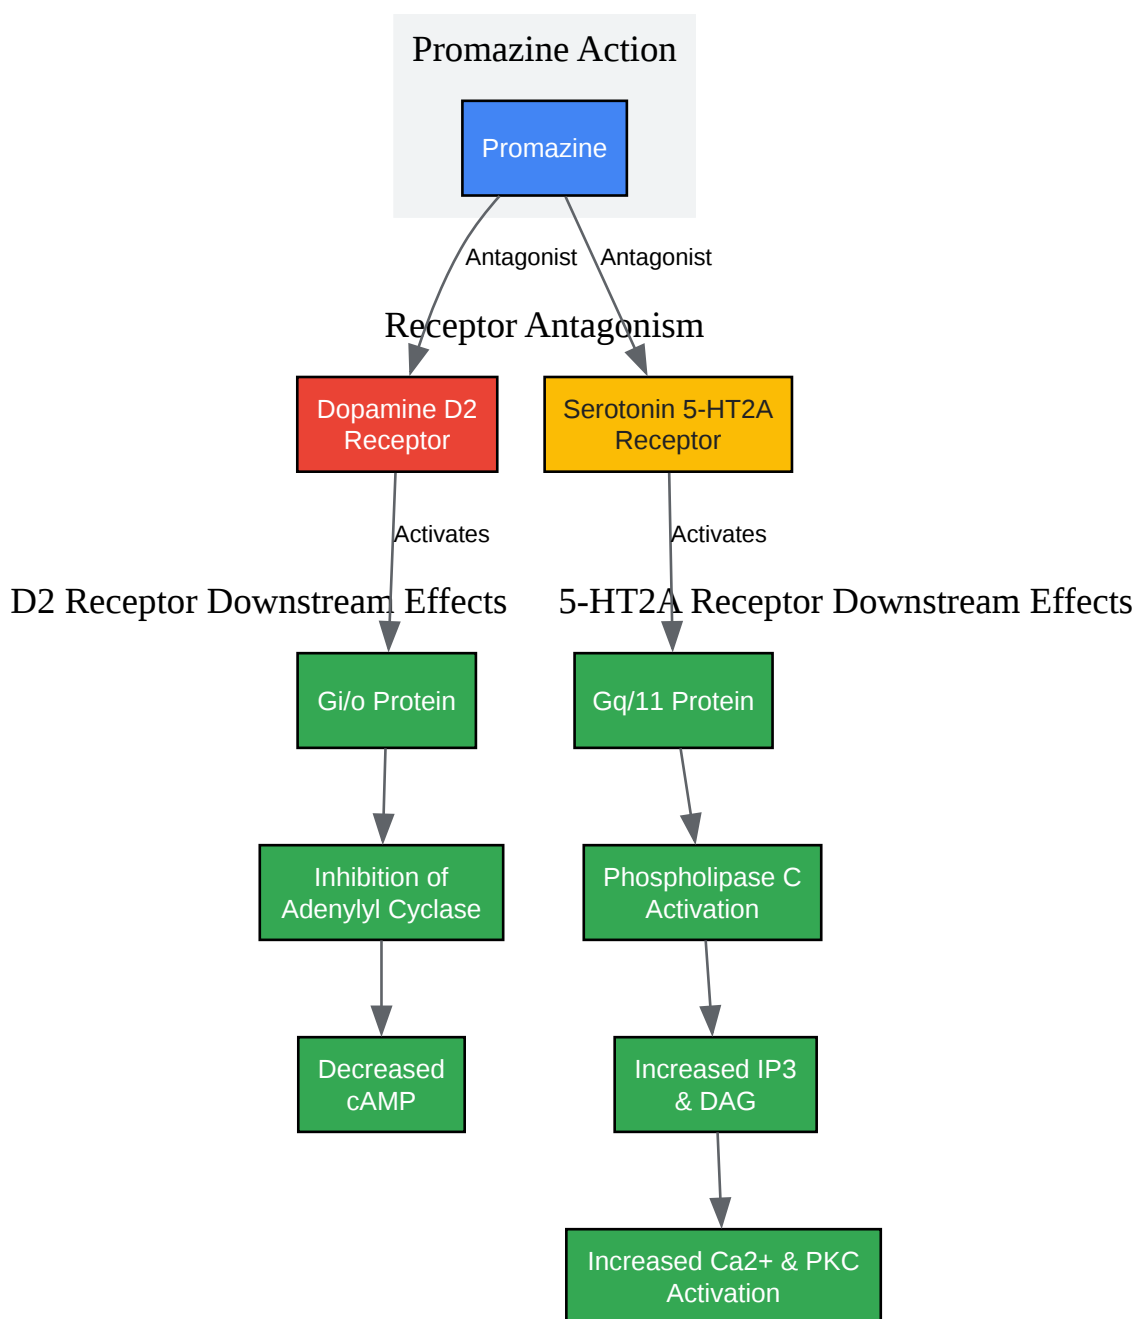 Promazine Action
Promazine
Antagonist
Antagonist
Receptor Antagonism
Dopamine D2
Receptor
Serotonin 5-HT2A
Receptor
Activates
Activates
D2 Receptor Downstream Effects
5-HT2A Receptor Downstream Effects
Gi/o Protein
Gq/11 Protein
Inhibition of
Adenylyl Cyclase
Phospholipase C
Activation
Decreased
cAMP
Increased IP3
& DAG
Increased Ca2+ & PKC
Activation